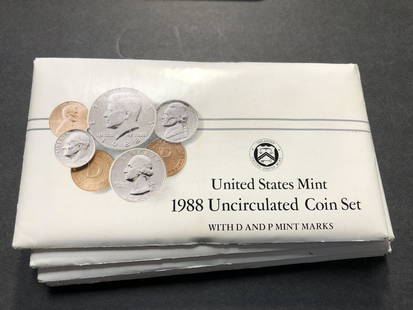 United States Mint
1988 Uncirculated Coin Set
WITH D AND P MINT MARKS